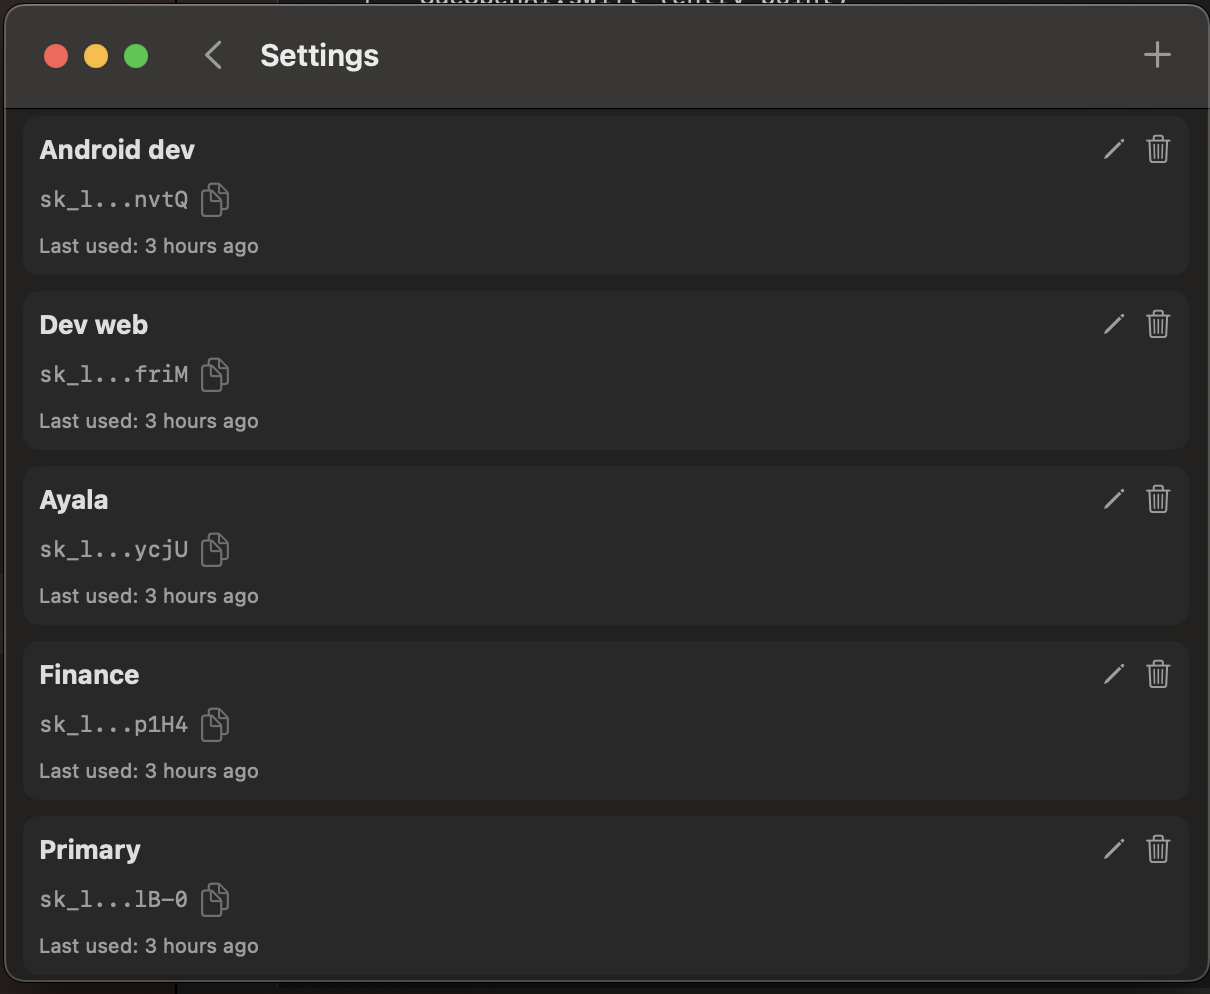 Settings
Android dev
sk_l...nvtQ
Last used: 3 hours ago
Dev web
sk_l...friM
Last used: 3 hours ago
Ayala
sk_l...ycjU
Last used: 3 hours ago
Finance
sk_l...p1H4
Last used: 3 hours ago
Primary
sk_l...lB-0
Last used: 3 hours ago